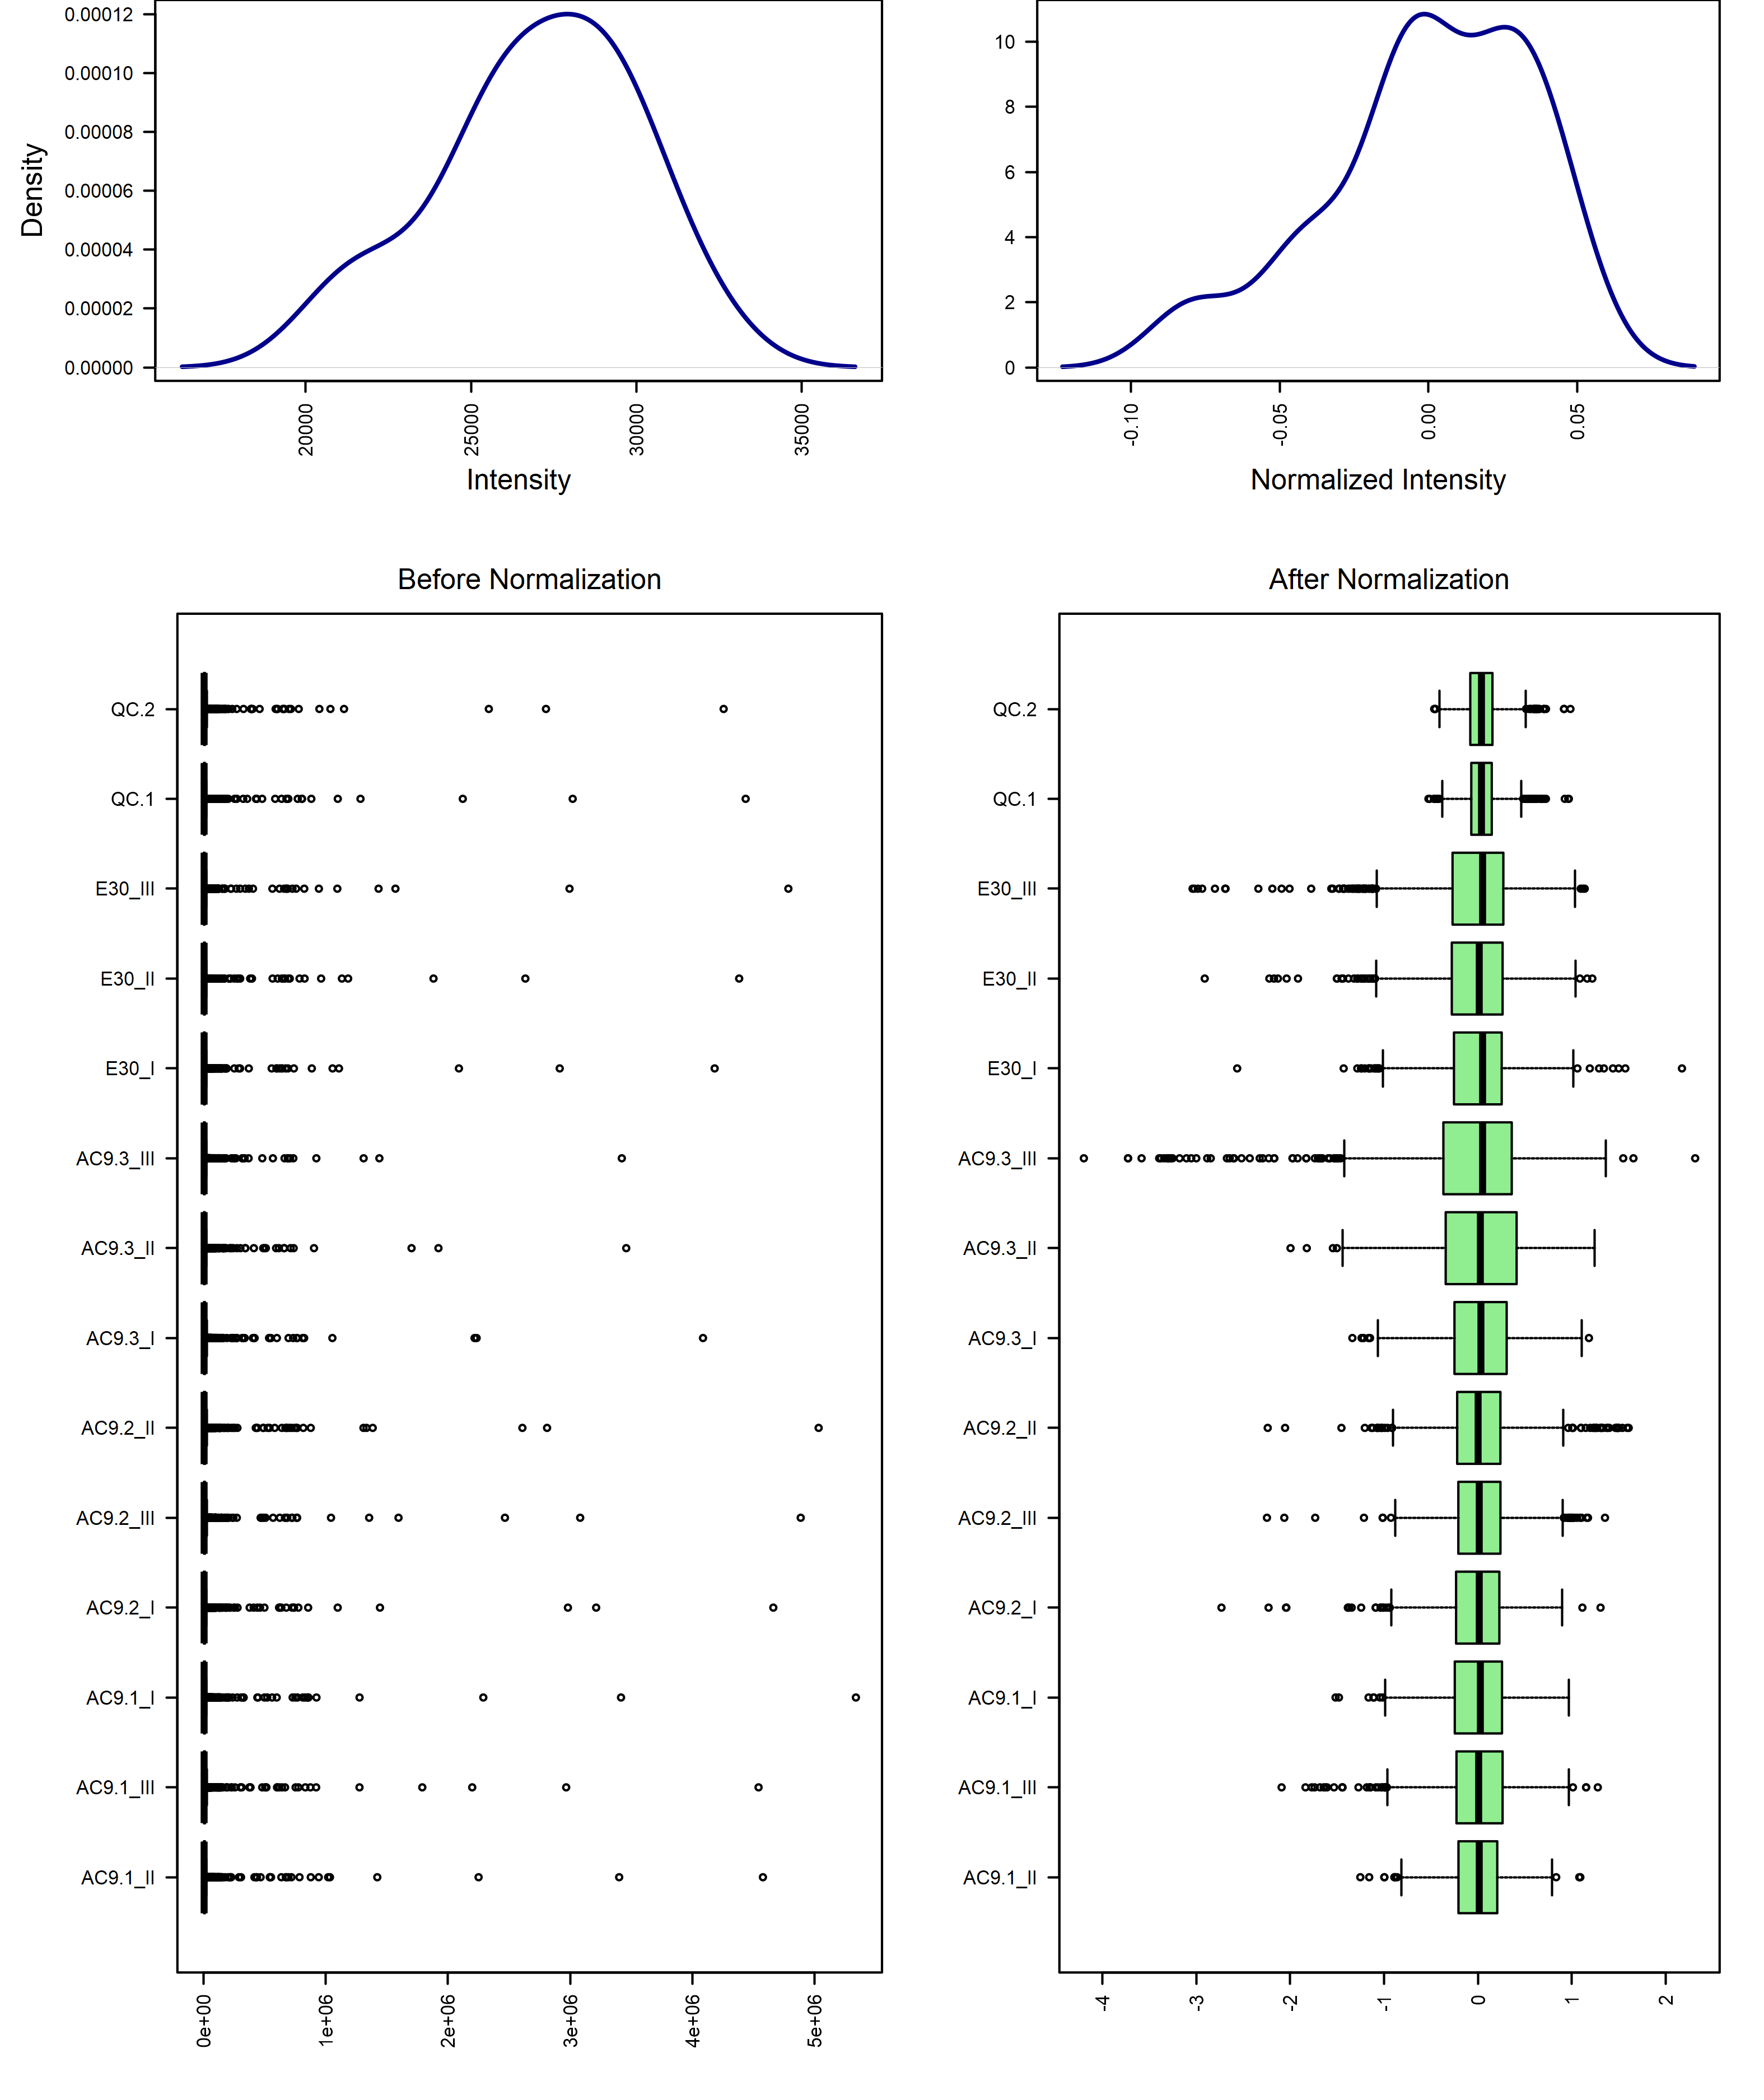 Density
0.00012
0.00010
0.00008
0.00006
0.00004
0.00002
0.00000
20000
25000
30000
35000
Intensity
10
8
6
4
2
0
-0.10
-0.05
0.00
0.05
Normalized Intensity
Before Normalization
QC.2
QC.1
E30_III
E30_II
E30_I
AC9.3_III
AC9.3_II
AC9.3_I
AC9.2_II
AC9.2_III
AC9.2_I
AC9.1_I
AC9.1_III
AC9.1_II
0e+00
1e+06
2e+06
3e+06
4e+06
5e+06
After Normalization
QC.2
QC.1
E30_III
E30_II
E30_I
AC9.3_III
AC9.3_II
AC9.3_I
AC9.2_II
AC9.2_III
AC9.2_I
AC9.1_I
AC9.1_III
AC9.1_II
-4
-3
-2
-1
0
1
2